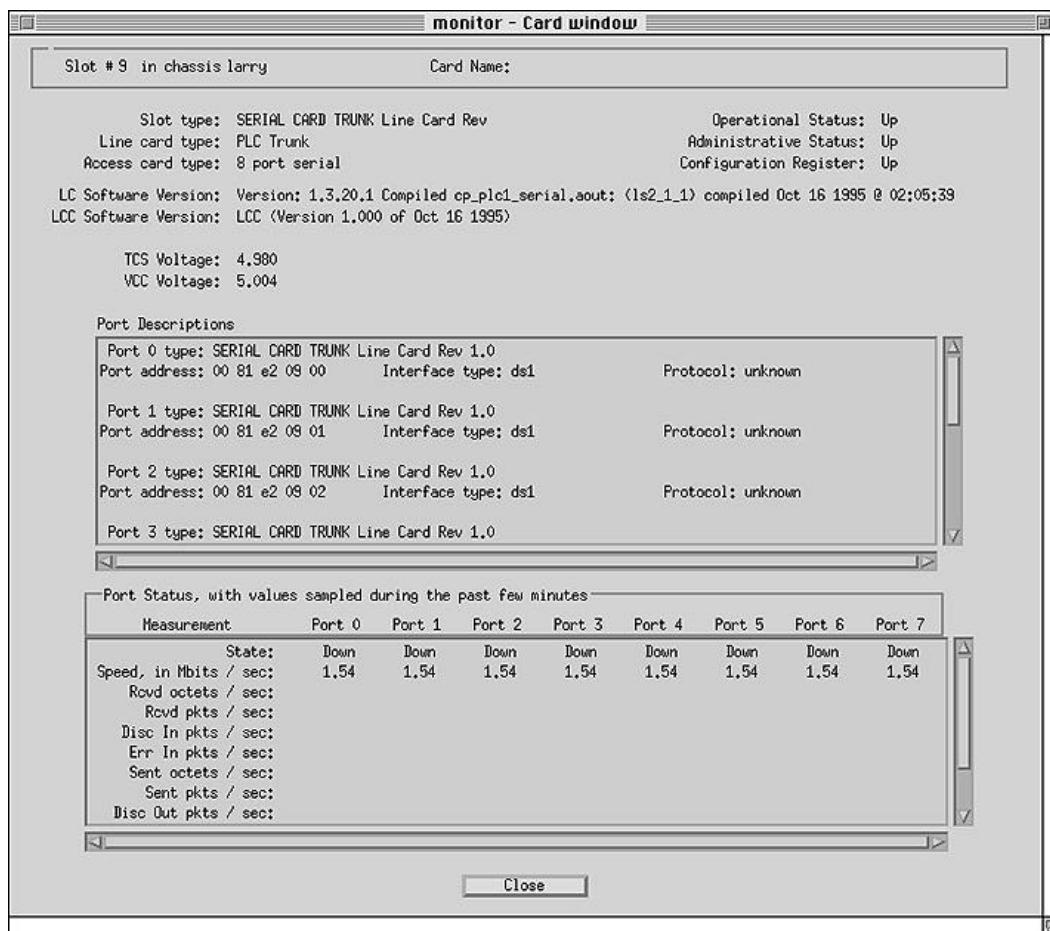 monitor - Card window
Slot # 9 in chassis larry Card Name:
Slot type: SERIAL CARD TRUNK Line Card Rev Operational Status: Up
Line card type: PLC Trunk Administrative Status: Up
Access card type: 8 port serial Configuration Register: Up
LC Software Version: Version: 1.3.20.1 Compiled cp_plc1_serial.aout: (ls2_1_1) compiled Oct 16 1995 @ 02:05:39
LCC Software Version: LCC (Version 1.000 of Oct 16 1995)
TCS Voltage: 4.980
VCC Voltage: 5.004
Port Descriptions
Port 0 type: SERIAL CARD TRUNK Line Card Rev 1.0
Port address: 00 81 e2 09 00 Interface type: ds1 Protocol: unknown
Port 1 type: SERIAL CARD TRUNK Line Card Rev 1.0
Port address: 00 81 e2 09 01 Interface type: ds1 Protocol: unknown
Port 2 type: SERIAL CARD TRUNK Line Card Rev 1.0
Port address: 00 81 e2 09 02 Interface type: ds1 Protocol: unknown
Port 3 type: SERIAL CARD TRUNK Line Card Rev 1.0
Port Status, with values sampled during the past few minutes
Measurement Port 0 Port 1 Port 2 Port 3 Port 4 Port 5 Port 6 Port 7
State: Down Down Down Down Down Down Down Down
Speed, in Mbits / sec: 1.54 1.54 1.54 1.54 1.54 1.54 1.54 1.54
Rcvd octets / sec:
Rcvd pkts / sec:
Disc In pkts / sec:
Err In pkts / sec:
Sent octets / sec:
Sent pkts / sec:
Disc Out pkts / sec:
Close